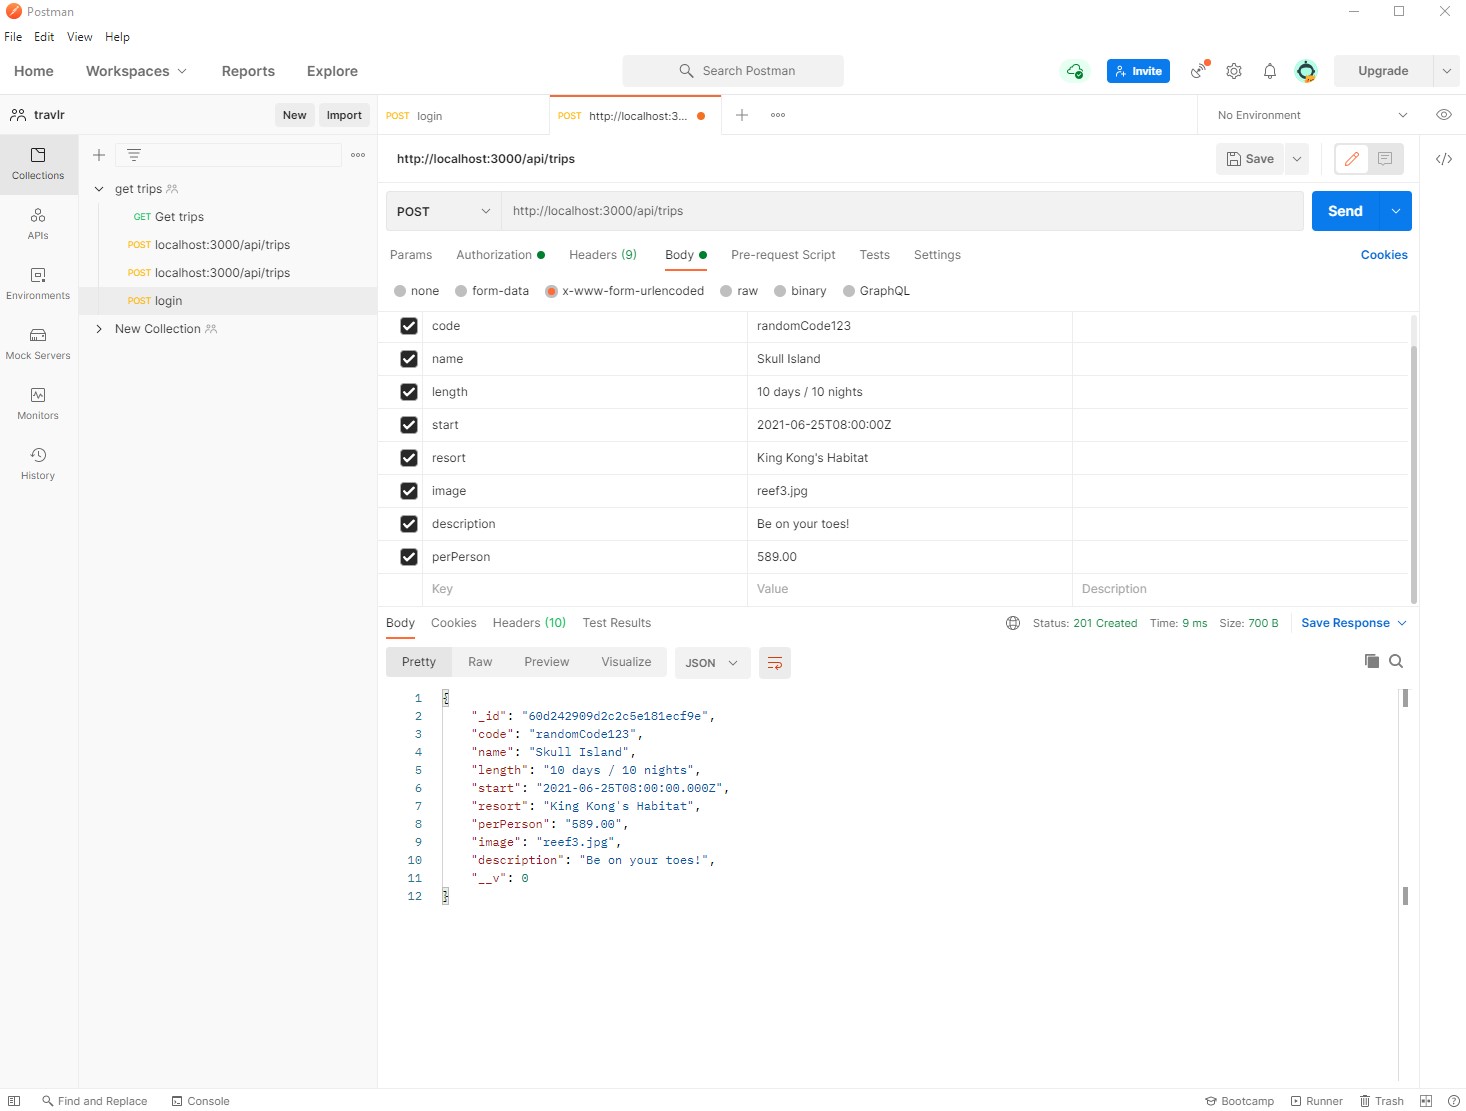 Postman
File Edit View Help
Home Workspaces Reports Explore Search Postman Invite Upgrade
travlr New Import POST login POST http://localhost:3... No Environment
Collections
APIs
Environments
Mock Servers
Monitors
History
get trips
GET Get trips
POST localhost:3000/api/trips
POST localhost:3000/api/trips
POST login
New Collection
http://localhost:3000/api/trips Save
POST http://localhost:3000/api/trips Send
Params Authorization Headers (9) Body Pre-request Script Tests Settings Cookies
none form-data x-www-form-urlencoded raw binary GraphQL
code randomCode123
name Skull Island
length 10 days / 10 nights
start 2021-06-25T08:00:00Z
resort King Kong's Habitat
image reef3.jpg
description Be on your toes!
perPerson 589.00
Key Value Description
Body Cookies Headers (10) Test Results Status: 201 Created Time: 9 ms Size: 700 B Save Response
Pretty Raw Preview Visualize JSON
1 {
2 "_id": "60d242909d2c2c5e181ecf9e",
3 "code": "randomCode123",
4 "name": "Skull Island",
5 "length": "10 days / 10 nights",
6 "start": "2021-06-25T08:00:00.000Z",
7 "resort": "King Kong's Habitat",
8 "perPerson": "589.00",
9 "image": "reef3.jpg",
10 "description": "Be on your toes!",
11 "__v": 0
12 }
Find and Replace Console Bootcamp Runner Trash